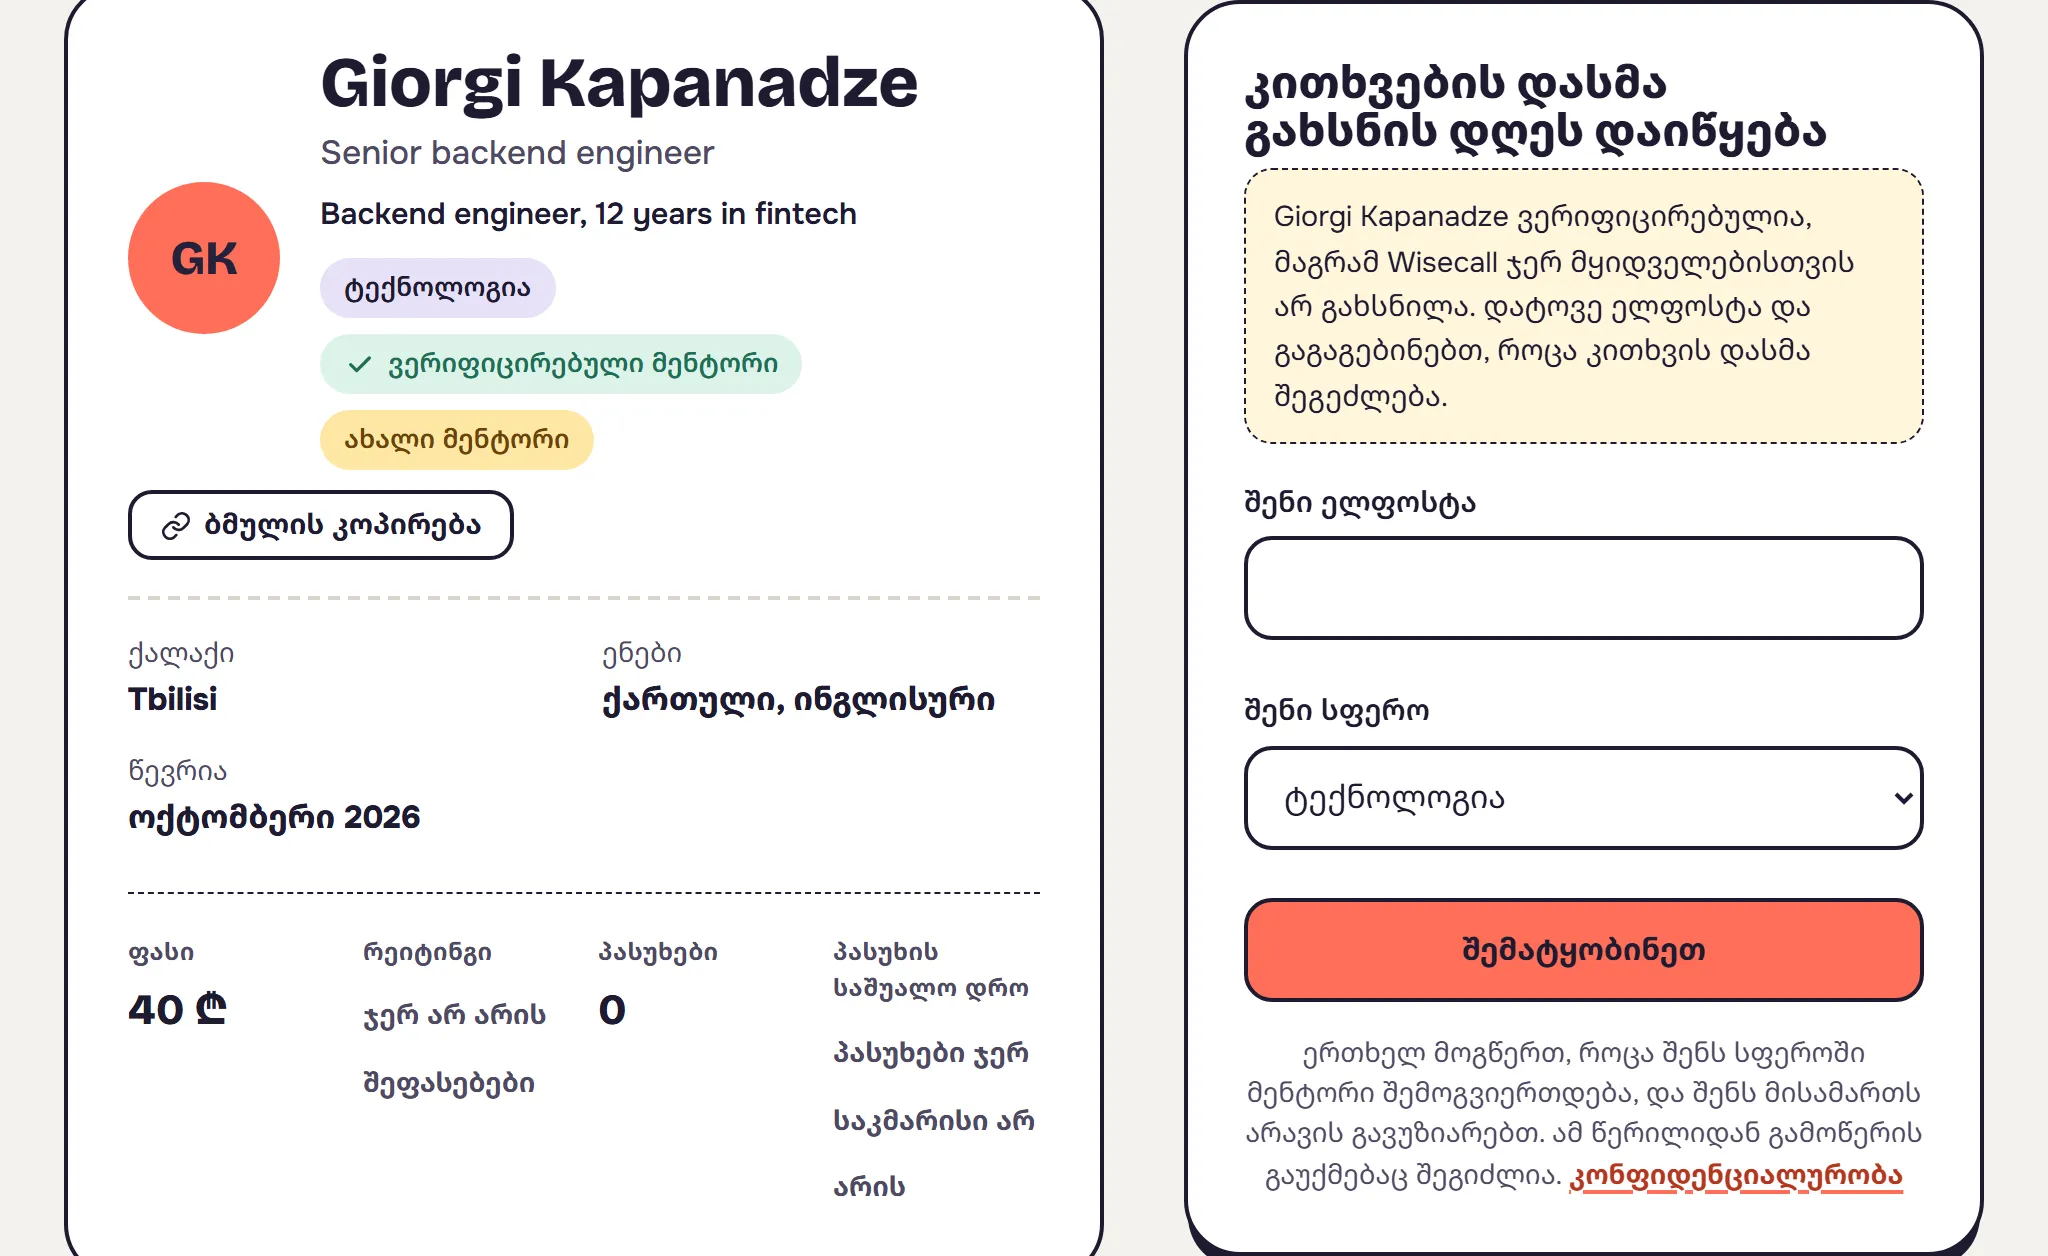 Giorgi Kapanadze
Senior backend engineer
Backend engineer, 12 years in fintech
GK
ტექნოლოგია
ვერიფიცირებული მენტორი
ახალი მენტორი
ბმულის კოპირება
ქალაქი
Tbilisi
ენები
ქართული, ინგლისური
წევრია
ოქტომბერი 2026
ფასი
40 ₾
რეიტინგი
ჯერ არ არის
შეფასებები
პასუხები
0
პასუხის
საშუალო დრო
პასუხები ჯერ
საკმარისი არ
არის
კითხვების დასმა
გახსნის დღეს დაიწყება
Giorgi Kapanadze ვერიფიცირებულია,
მაგრამ Wisecall ჯერ მყიდველებისთვის
არ გახსნილა. დატოვე ელფოსტა და
გაგაგებინებთ, როცა კითხვის დასმა
შეგეძლება.
შენი ელფოსტა
შენი სფერო
ტექნოლოგია
შემატყობინეთ
ერთხელ მოგწერთ, როცა შენს სფეროში
მენტორი შემოგვიერთდება, და შენს მისამართს
არავის გავუზიარებთ. ამ წერილიდან გამოწერის
გაუქმებაც შეგიძლია. კონფიდენციალურობა